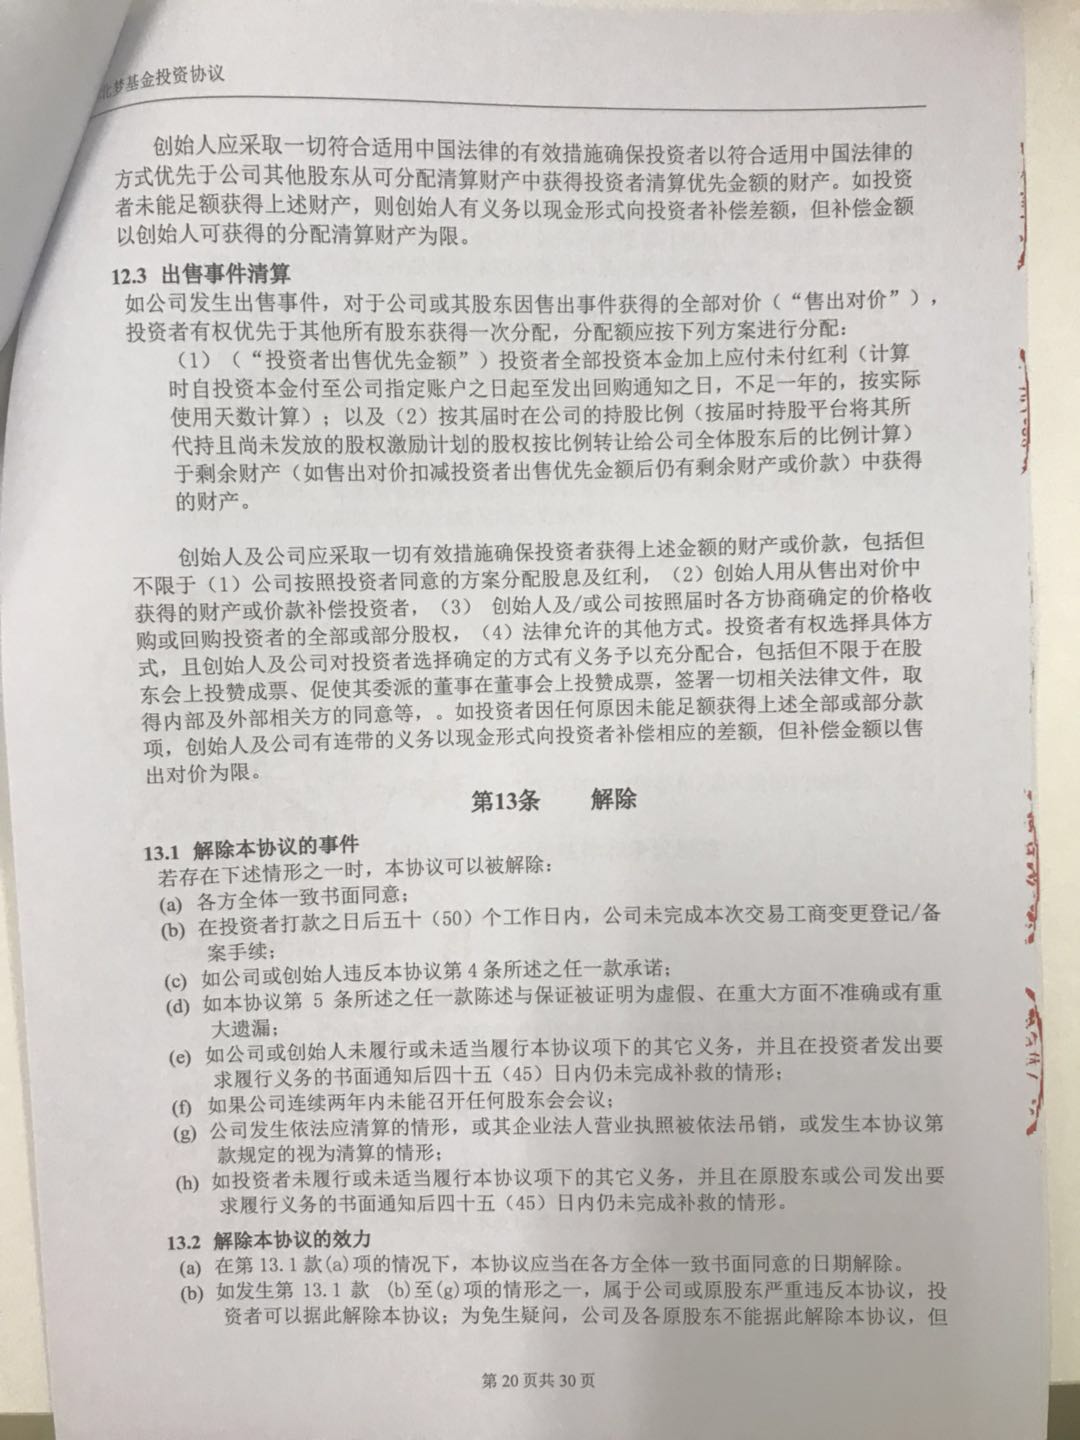 北梦基金投资协议
创始人应采取一切符合适用中国法律的有效措施确保投资者以符合适用中国法律的
方式优先于公司其他股东从可分配清算财产中获得投资者清算优先金额的财产。如投资
者未能足额获得上述财产，则创始人有义务以现金形式向投资者补偿差额，但补偿金额
以创始人可获得的分配清算财产为限。
12.3 出售事件清算
如公司发生出售事件，对于公司或其股东因售出事件获得的全部对价（“售出对价”），
投资者有权优先于其他所有股东获得一次分配，分配额应按下列方案进行分配：
（1）（“投资者出售优先金额”）投资者全部投资本金加上应付未付红利（计算
时自投资本金付至公司指定账户之日起至发出回购通知之日，不足一年的，按实际
使用天数计算）；以及（2）按其届时在公司的持股比例（按届时持股平台将其所
代持且尚未发放的股权激励计划的股权按比例转让给公司全体股东后的比例计算）
于剩余财产（如售出对价扣减投资者出售优先金额后仍有剩余财产或价款）中获得
的财产。
创始人及公司应采取一切有效措施确保投资者获得上述金额的财产或价款，包括但
不限于（1）公司按照投资者同意的方案分配股息及红利，（2）创始人用从售出对价中
获得的财产或价款补偿投资者，（3） 创始人及/或公司按照届时各方协商确定的价格收
购或回购投资者的全部或部分股权，（4）法律允许的其他方式。投资者有权选择具体方
式，且创始人及公司对投资者选择确定的方式有义务予以充分配合，包括但不限于在股
东会上投赞成票、促使其委派的董事在董事会上投赞成票，签署一切相关法律文件，取
得内部及外部相关方的同意等，。如投资者因任何原因未能足额获得上述全部或部分款
项，创始人及公司有连带的义务以现金形式向投资者补偿相应的差额, 但补偿金额以售
出对价为限。
第13条 解除
13.1 解除本协议的事件
若存在下述情形之一时，本协议可以被解除：
(a) 各方全体一致书面同意；
(b) 在投资者打款之日后五十（50）个工作日内，公司未完成本次交易工商变更登记/备
案手续；
(c) 如公司或创始人违反本协议第 4 条所述之任一款承诺；
(d) 如本协议第 5 条所述之任一款陈述与保证被证明为虚假、在重大方面不准确或有重
大遗漏；
(e) 如公司或创始人未履行或未适当履行本协议项下的其它义务，并且在投资者发出要
求履行义务的书面通知后四十五（45）日内仍未完成补救的情形；
(f) 如果公司连续两年内未能召开任何股东会会议；
(g) 公司发生依法应清算的情形，或其企业法人营业执照被依法吊销，或发生本协议第
款规定的视为清算的情形；
(h) 如投资者未履行或未适当履行本协议项下的其它义务，并且在原股东或公司发出要
求履行义务的书面通知后四十五（45）日内仍未完成补救的情形。
13.2 解除本协议的效力
(a) 在第 13.1 款(a)项的情况下，本协议应当在各方全体一致书面同意的日期解除。
(b) 如发生第 13.1 款 (b)至(g)项的情形之一，属于公司或原股东严重违反本协议，投
资者可以据此解除本协议；为免生疑问，公司及各原股东不能据此解除本协议，但
第 20 页共 30 页